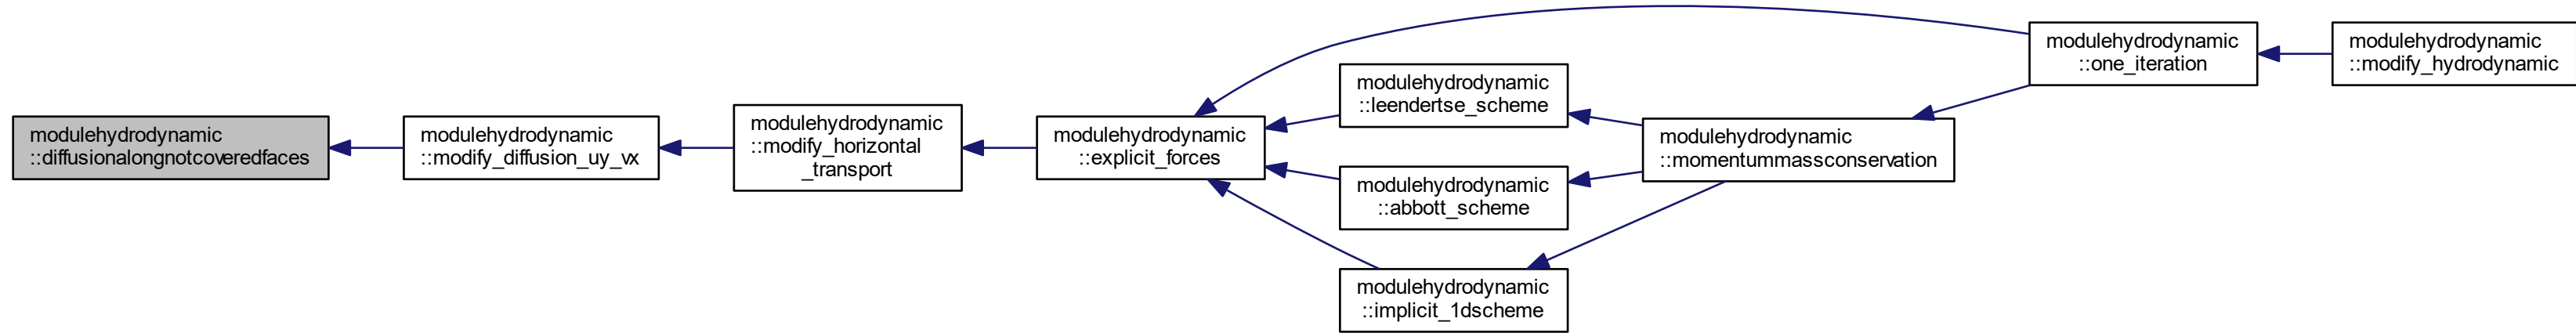 modulehydrodynamic
::diffusionalongnotcoveredfaces
modulehydrodynamic
::modify_diffusion_uy_vx
modulehydrodynamic
::modify_horizontal
_transport
modulehydrodynamic
::explicit_forces
modulehydrodynamic
::leendertse_scheme
modulehydrodynamic
::abbott_scheme
modulehydrodynamic
::implicit_1dscheme
modulehydrodynamic
::momentummassconservation
modulehydrodynamic
::one_iteration
modulehydrodynamic
::modify_hydrodynamic